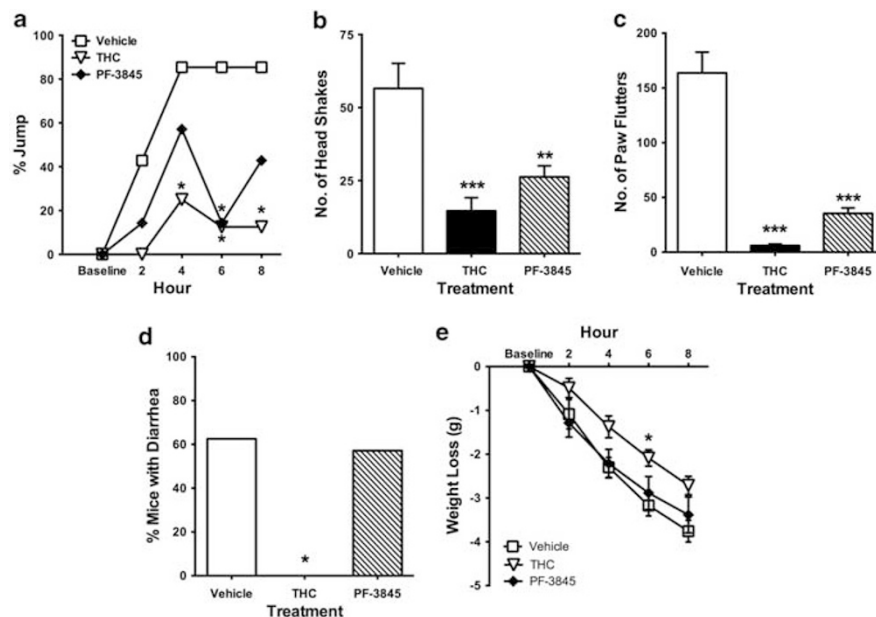 a
Vehicle
THC
PF-3845
% Jump
100
80
60
40
20
0
*
*
*
*
Baseline 2 4 6 8
Hour
b
No. of Head Shakes
75
50
25
0
***
**
Vehicle THC PF-3845
Treatment
c
No. of Paw Flutters
200
150
100
50
0
***
***
Vehicle THC PF-3845
Treatment
d
% Mice with Diarrhea
100
80
60
40
20
0
*
Vehicle THC PF-3845
Treatment
e
Hour
Baseline 2 4 6 8
Weight Loss (g)
0
-1
-2
-3
-4
-5
*
Vehicle
THC
PF-3845